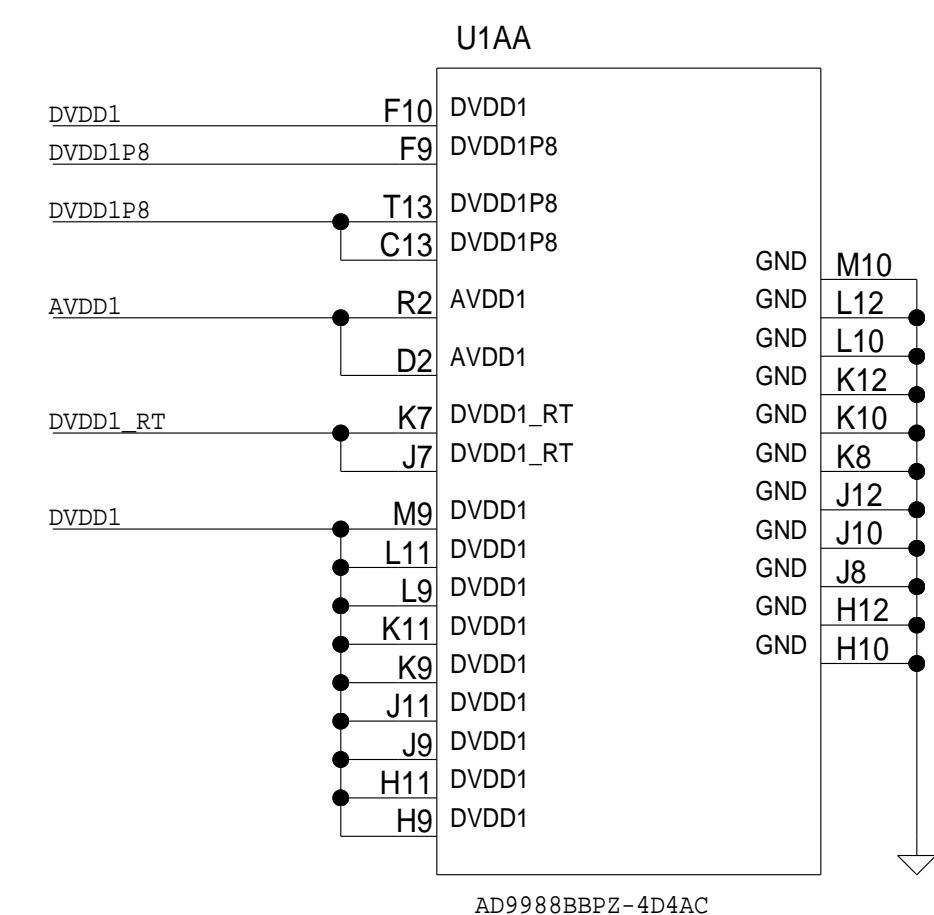 U1AA
DVDD1 F10 DVDD1
DVDD1P8 F9 DVDD1P8
DVDD1P8 T13 DVDD1P8
C13 DVDD1P8
GND M10
AVDD1 R2 AVDD1
GND L12
GND L10
D2 AVDD1
GND K12
DVDD1_RT K7 DVDD1_RT
GND K10
J7 DVDD1_RT
GND K8
GND J12
DVDD1 M9 DVDD1
GND J10
L11 DVDD1
GND J8
L9 DVDD1
GND H12
K11 DVDD1
GND H10
K9 DVDD1
J11 DVDD1
J9 DVDD1
H11 DVDD1
H9 DVDD1
AD9988BBPZ-4D4AC